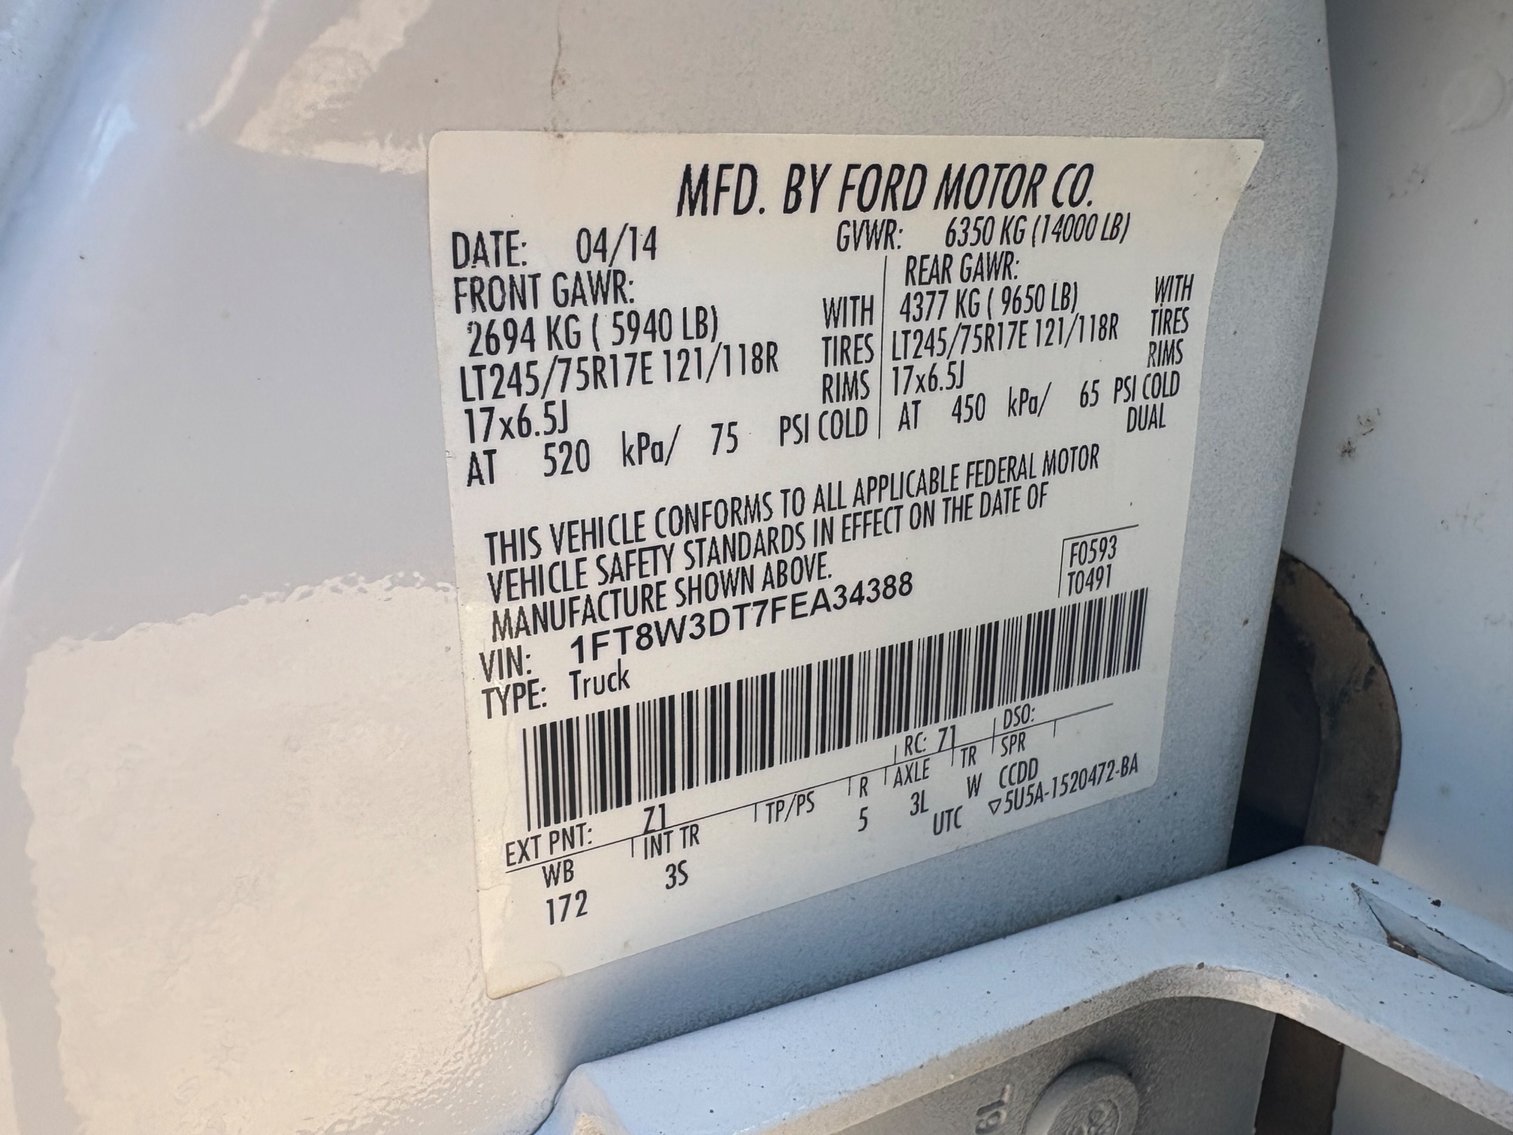 MFD. BY FORD MOTOR CO.
DATE: 04/14 GVWR: 6350 KG (14000 LB)
FRONT GAWR: REAR GAWR:
2694 KG ( 5940 LB) WITH 4377 KG ( 9650 LB) WITH
LT245/75R17E 121/118R TIRES LT245/75R17E 121/118R TIRES
17x6.5J RIMS 17x6.5J RIMS
AT 520 kPa/ 75 PSI COLD AT 450 kPa/ 65 PSI COLD
DUAL
THIS VEHICLE CONFORMS TO ALL APPLICABLE FEDERAL MOTOR
VEHICLE SAFETY STANDARDS IN EFFECT ON THE DATE OF
MANUFACTURE SHOWN ABOVE.
F0593
T0491
VIN: 1FT8W3DT7FEA34388
TYPE: Truck
EXT PNT: Z1 RC: 71 DSO:
WB INT TR TP/PS R AXLE TR SPR
172 3S 5 3L W CCDD
UTC ▽5U5A-1520472-BA